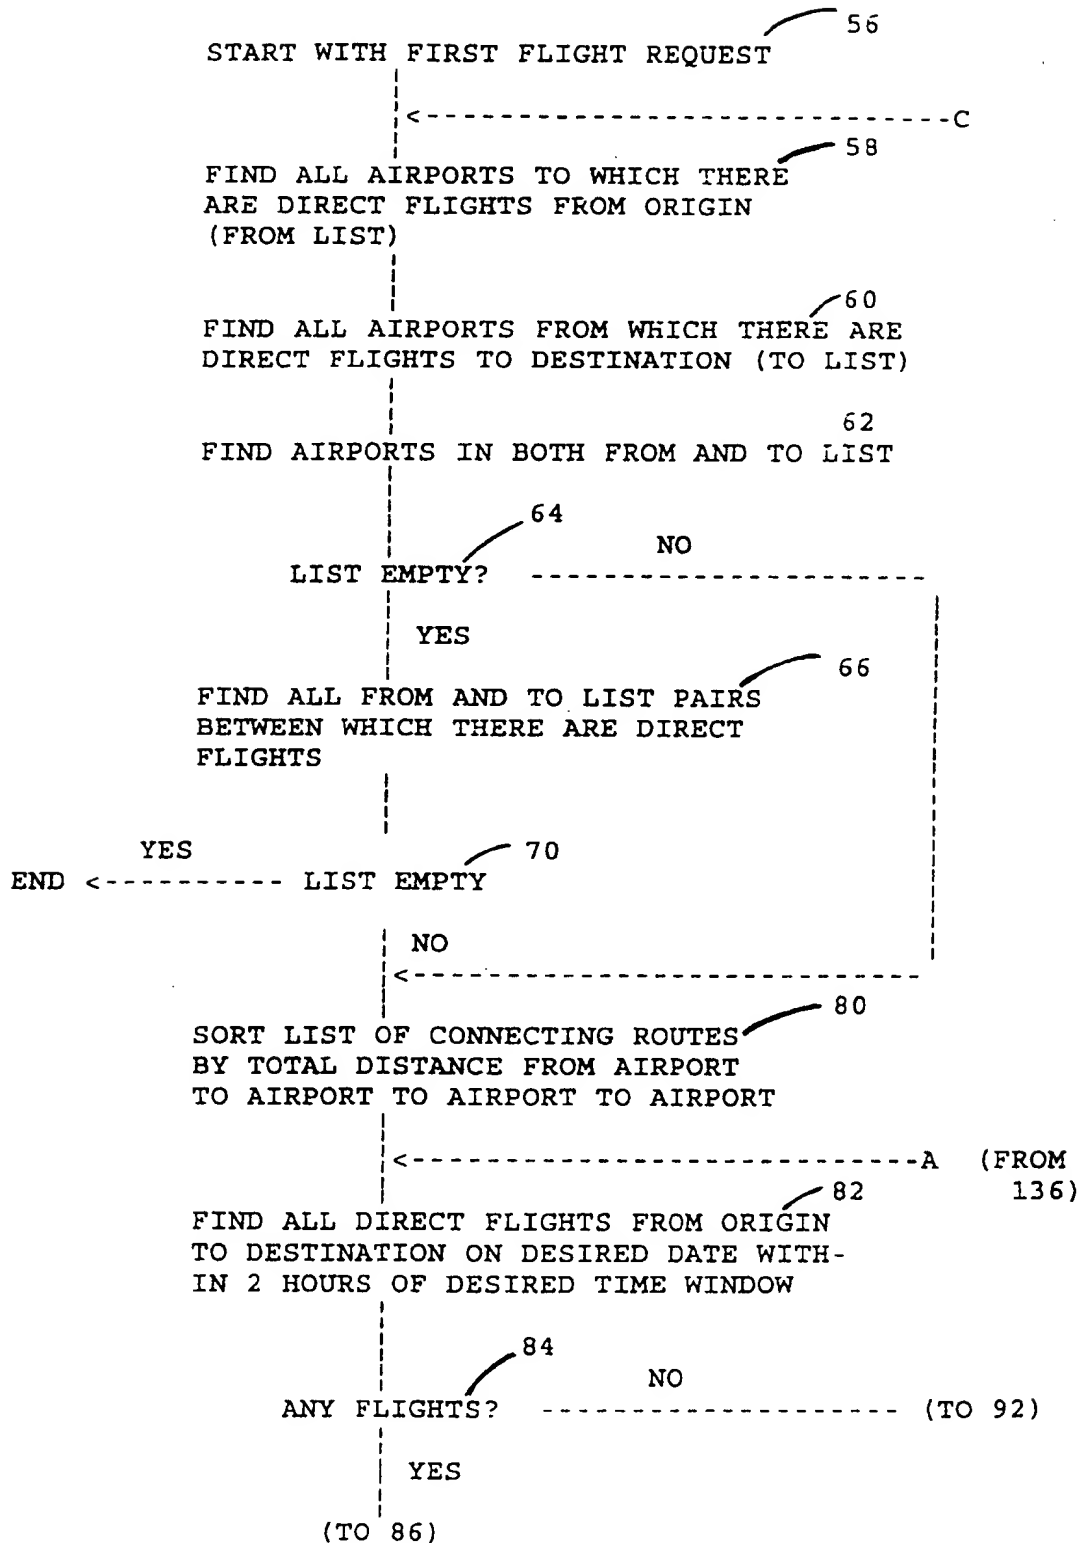 56
START WITH FIRST FLIGHT REQUEST
<-----------------------------C
58
FIND ALL AIRPORTS TO WHICH THERE
ARE DIRECT FLIGHTS FROM ORIGIN
(FROM LIST)
60
FIND ALL AIRPORTS FROM WHICH THERE ARE
DIRECT FLIGHTS TO DESTINATION (TO LIST)
62
FIND AIRPORTS IN BOTH FROM AND TO LIST
64
NO
LIST EMPTY?
YES
66
FIND ALL FROM AND TO LIST PAIRS
BETWEEN WHICH THERE ARE DIRECT
FLIGHTS
YES
70
END <---------- LIST EMPTY
NO
80
SORT LIST OF CONNECTING ROUTES
BY TOTAL DISTANCE FROM AIRPORT
TO AIRPORT TO AIRPORT TO AIRPORT
<----------------------------A (FROM
136)
82
FIND ALL DIRECT FLIGHTS FROM ORIGIN
TO DESTINATION ON DESIRED DATE WITH-
IN 2 HOURS OF DESIRED TIME WINDOW
84
NO
ANY FLIGHTS? -------------------- (TO 92)
YES
(TO 86)